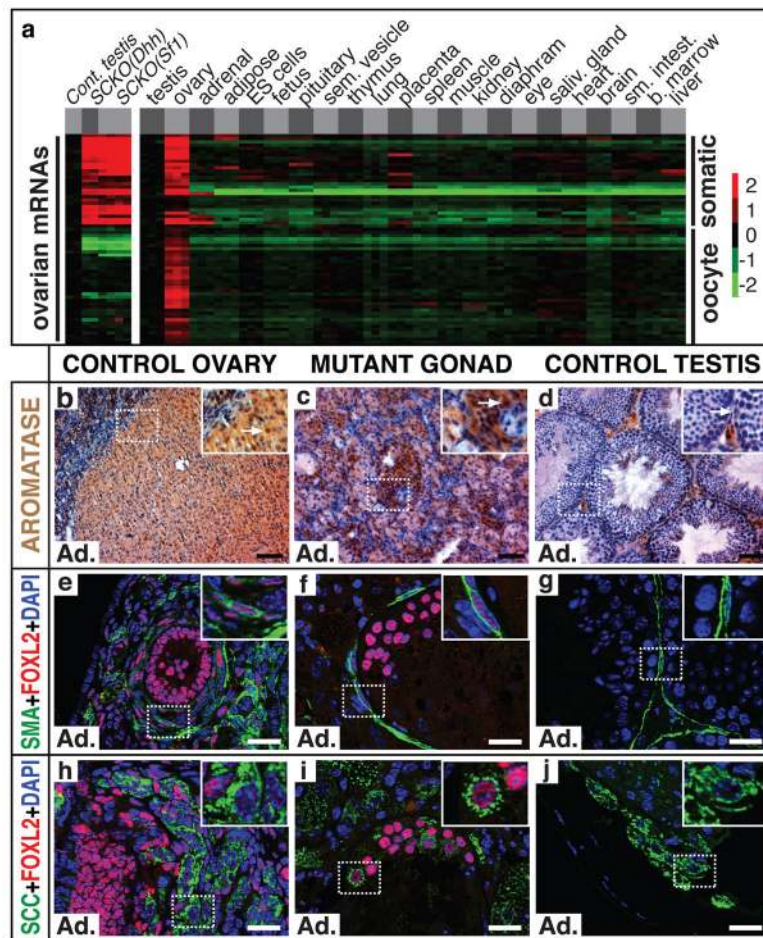 a
Cont. testis
SCKO(Dhh)
SCKO(Sf1)
testis
ovary
adrenal
adipose
ES cells
fetus
pituitary
sem. vesicle
thymus
lung
placenta
spleen
muscle
kidney
diaphram
eye
saliv. gland
heart
brain
sm. intest.
b. marrow
liver
ovarian mRNAs
somatic
oocyte
2
1
0
-1
-2
CONTROL OVARY MUTANT GONAD CONTROL TESTIS
AROMATASE
b
Ad.
c
Ad.
d
Ad.
SMA+FOXL2+DAPI
e
Ad.
f
Ad.
g
Ad.
SCC+FOXL2+DAPI
h
Ad.
i
Ad.
j
Ad.